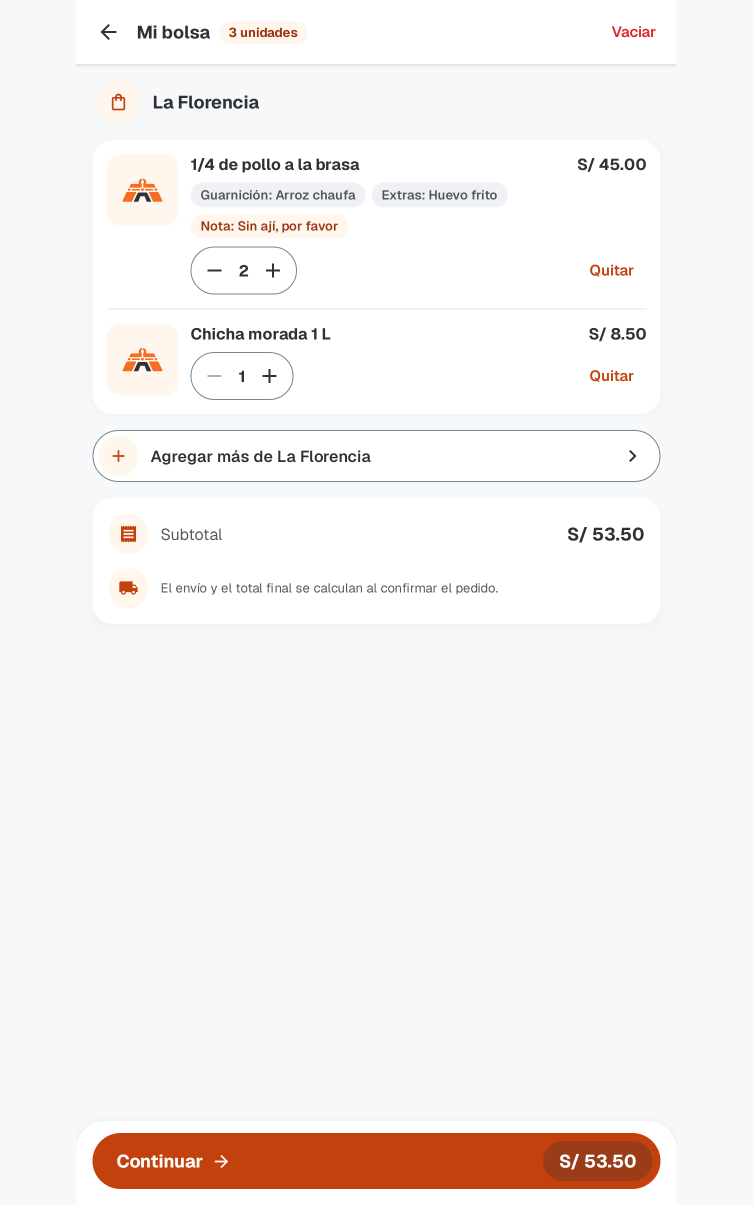 Mi bolsa 3 unidades Vaciar
La Florencia
1/4 de pollo a la brasa S/ 45.00
Guarnición: Arroz chaufa Extras: Huevo frito
Nota: Sin ají, por favor
2 Quitar
Chicha morada 1 L S/ 8.50
1 Quitar
Agregar más de La Florencia
Subtotal S/ 53.50
El envío y el total final se calculan al confirmar el pedido.
Continuar S/ 53.50